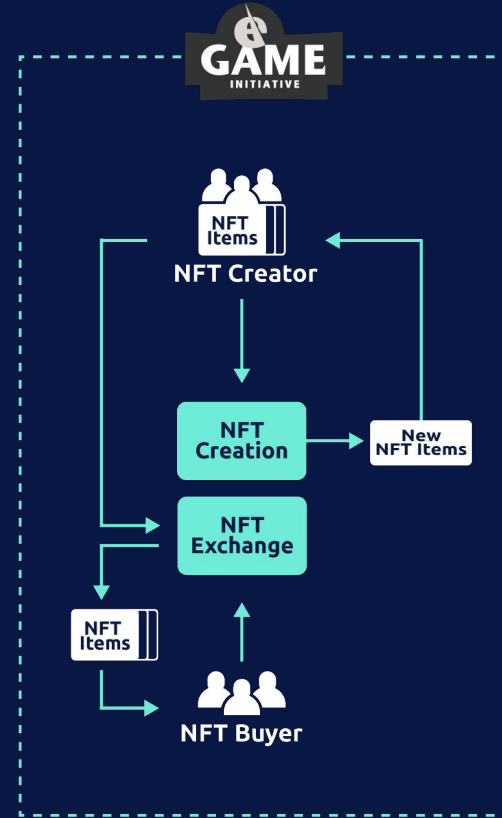 e
GAME
INITIATIVE
NFT
Items
NFT Creator
NFT
Creation
New
NFT Items
NFT
Exchange
NFT
Items
NFT Buyer